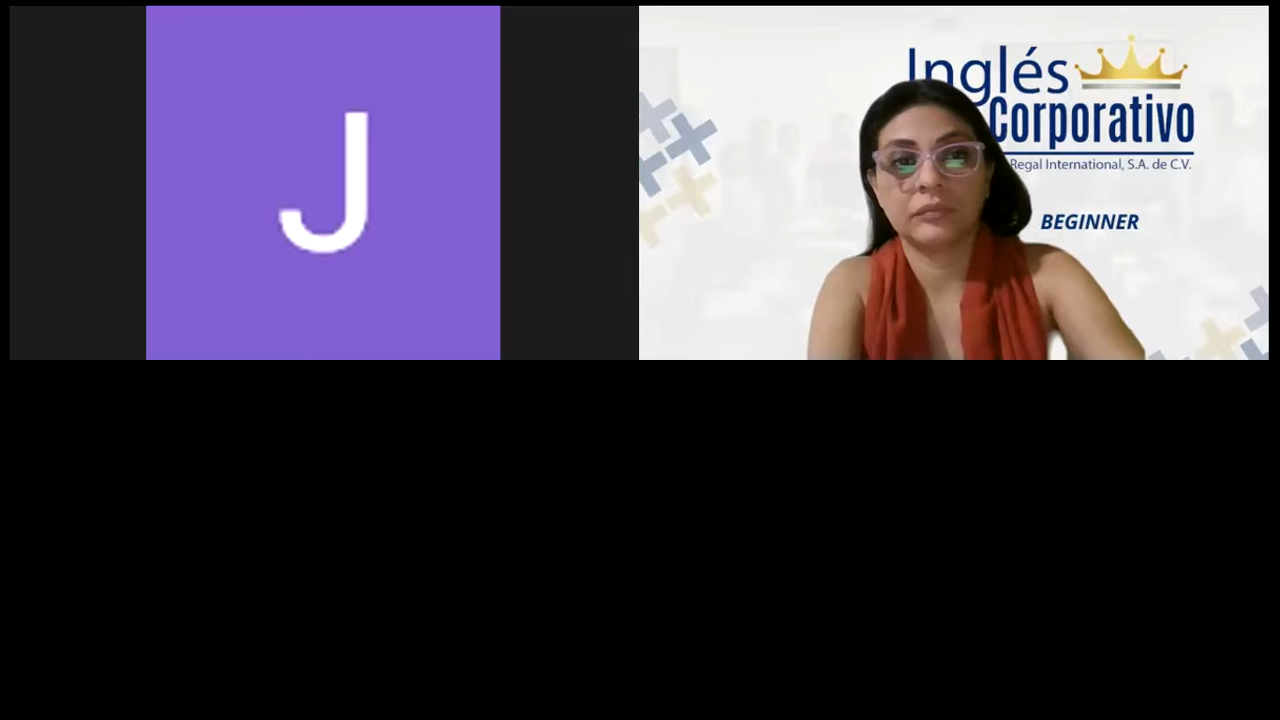 J
Inglés
Corporativo
Regal International, S.A. de C.V.
BEGINNER